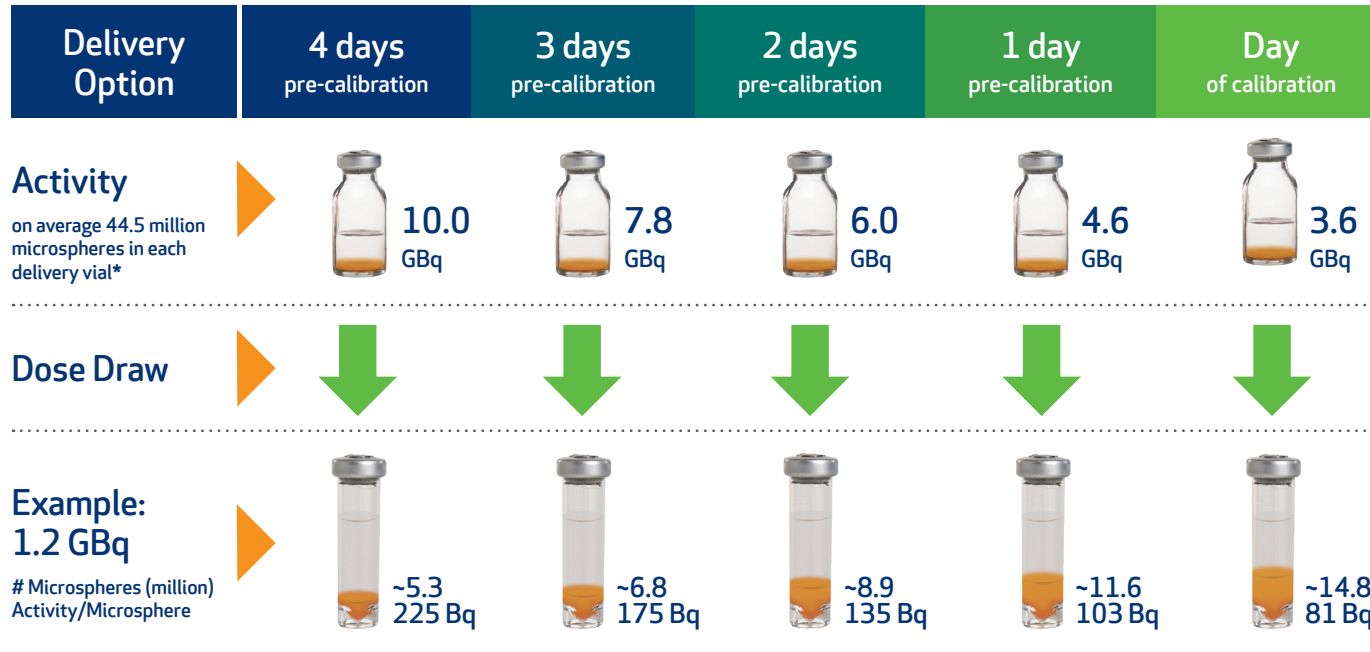 Delivery
Option
4 days
pre-calibration
3 days
pre-calibration
2 days
pre-calibration
1 day
pre-calibration
Day
of calibration
Activity
on average 44.5 million
microspheres in each
delivery vial*
10.0
GBq
7.8
GBq
6.0
GBq
4.6
GBq
3.6
GBq
Dose Draw
Example:
1.2 GBq
# Microspheres (million)
Activity/Microsphere
~5.3
225 Bq
~6.8
175 Bq
~8.9
135 Bq
~11.6
103 Bq
~14.8
81 Bq